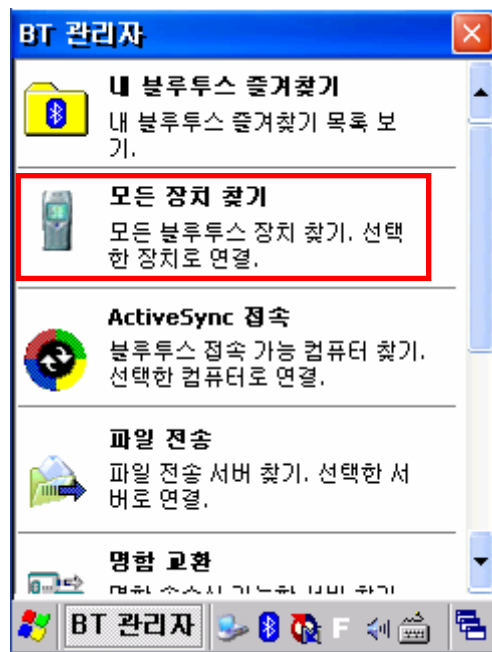 BT 관리자
내 블루투스 즐겨찾기
내 블루투스 즐겨찾기 목록 보
기.
모든 장치 찾기
모든 블루투스 장치 찾기. 선택
한 장치로 연결.
ActiveSync 접속
블루투스 접속 가능 컴퓨터 찾기.
선택한 컴퓨터로 연결.
파일 전송
파일 전송 서버 찾기. 선택한 서
버로 연결.
명함 교환
BT 관리자
F